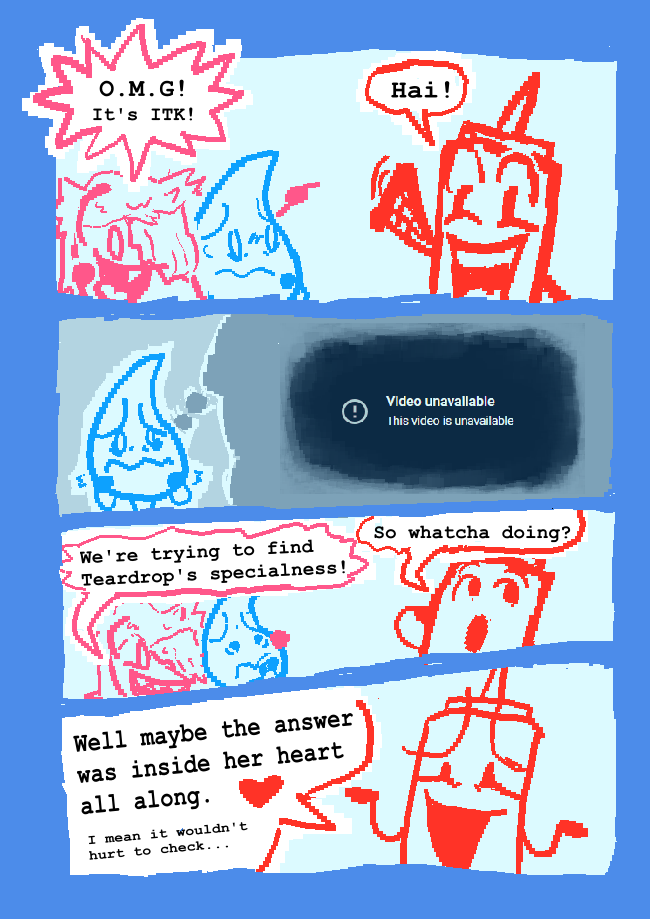 O.M.G!
It's ITK!
Hai!
Video unavailable
This video is unavailable
We're trying to find
Teardrop's specialness!
So whatcha doing?
Well maybe the answer
was inside her heart
all along.
I mean it wouldn't
hurt to check...